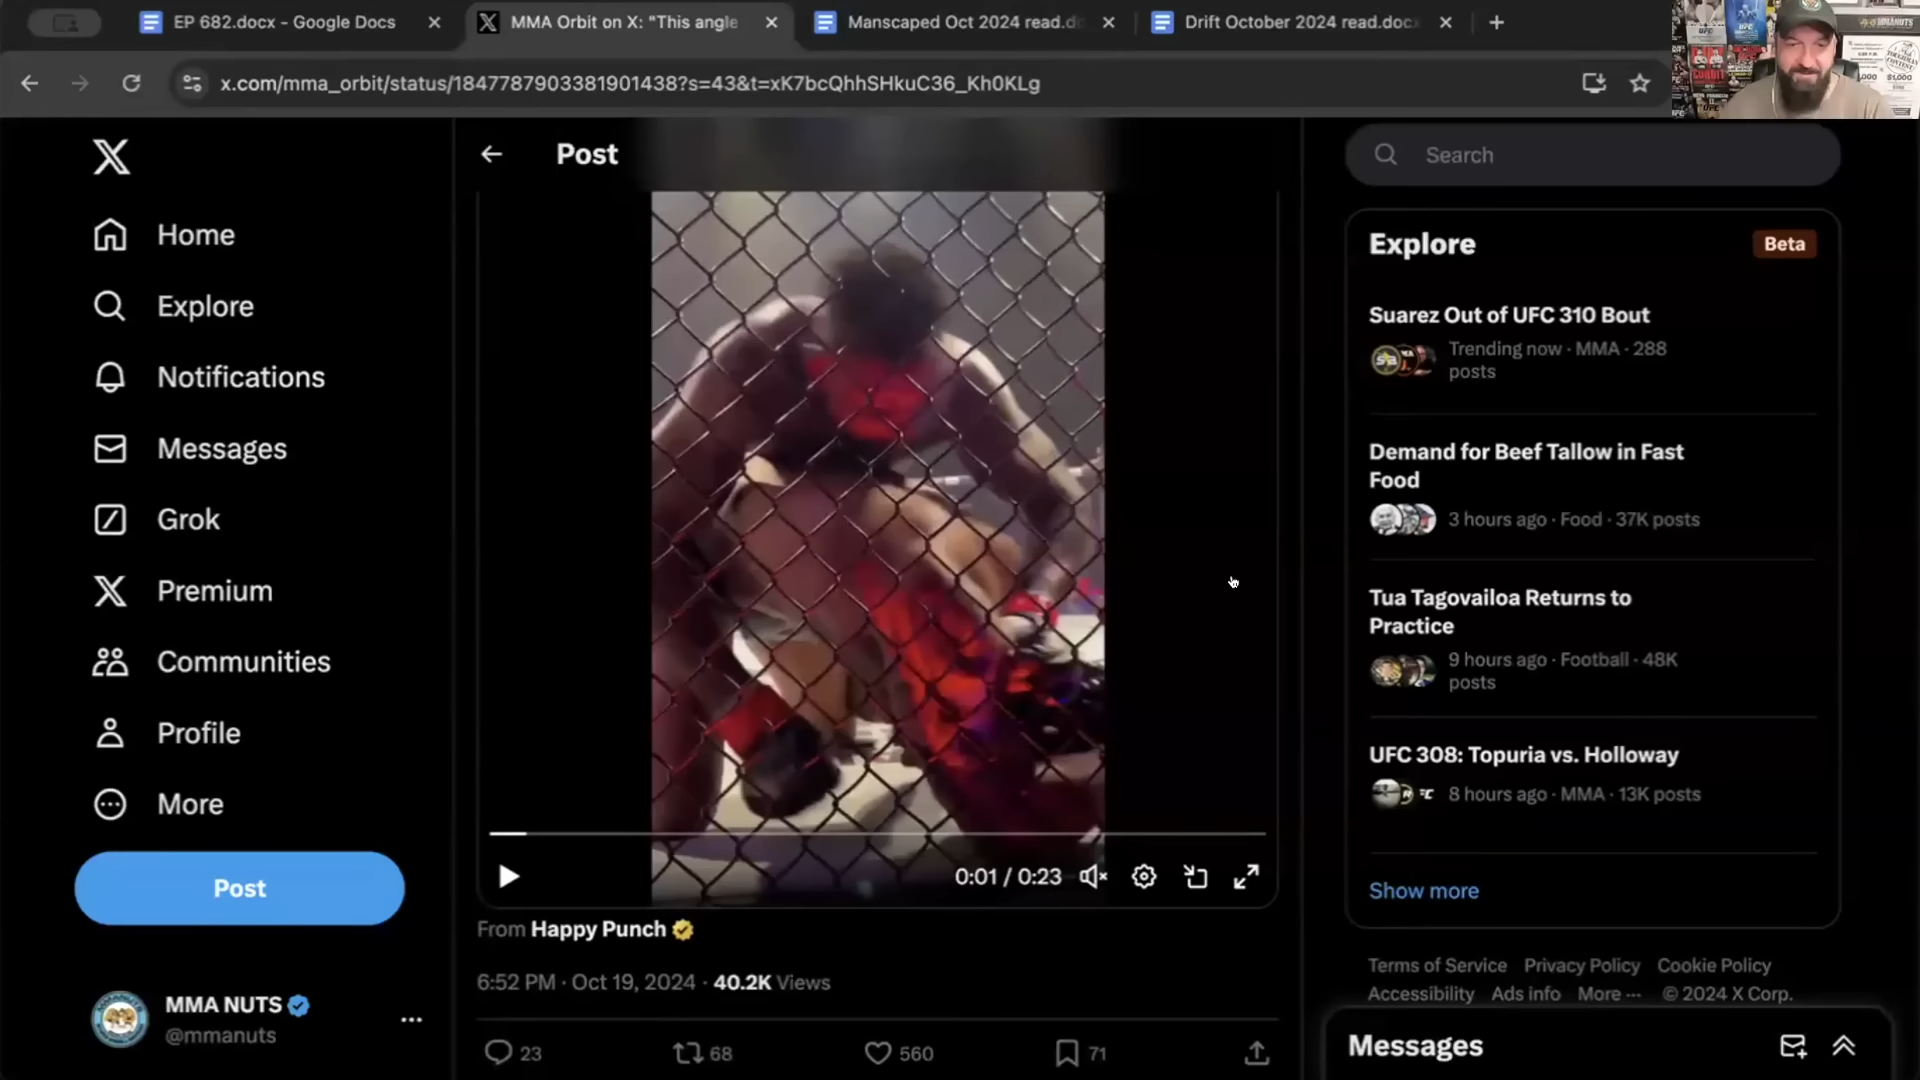 EP 682.docx - Google Docs
MMA Orbit on X: "This angle
Manscaped Oct 2024 read.d
Drift October 2024 read.docx
x.com/mma_orbit/status/1847787903381901438?s=43&t=xK7bcQhhSHkuC36_Kh0KLg
Home
Explore
Notifications
Messages
Grok
Premium
Communities
Profile
More
Post
MMA NUTS
@mmanuts
Post
0:01 / 0:23
From Happy Punch
6:52 PM · Oct 19, 2024 · 40.2K Views
23
68
560
71
Search
Explore
Beta
Suarez Out of UFC 310 Bout
Trending now · MMA · 288
posts
Demand for Beef Tallow in Fast
Food
3 hours ago · Food · 37K posts
Tua Tagovailoa Returns to
Practice
9 hours ago · Football · 48K
posts
UFC 308: Topuria vs. Holloway
8 hours ago · MMA · 13K posts
Show more
Terms of Service Privacy Policy Cookie Policy
Accessibility Ads info More ··· © 2024 X Corp.
Messages